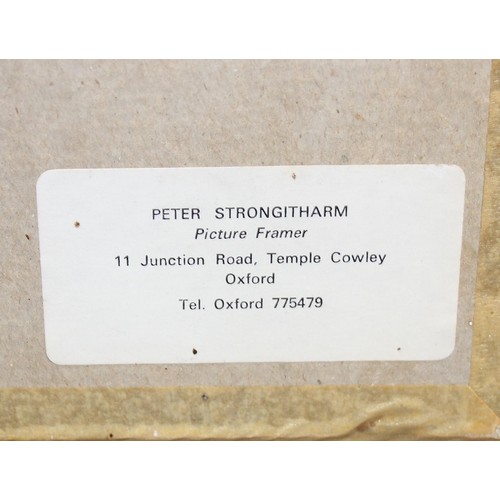 PETER STRONGITHARM
Picture Framer
11 Junction Road, Temple Cowley
Oxford
Tel. Oxford 775479